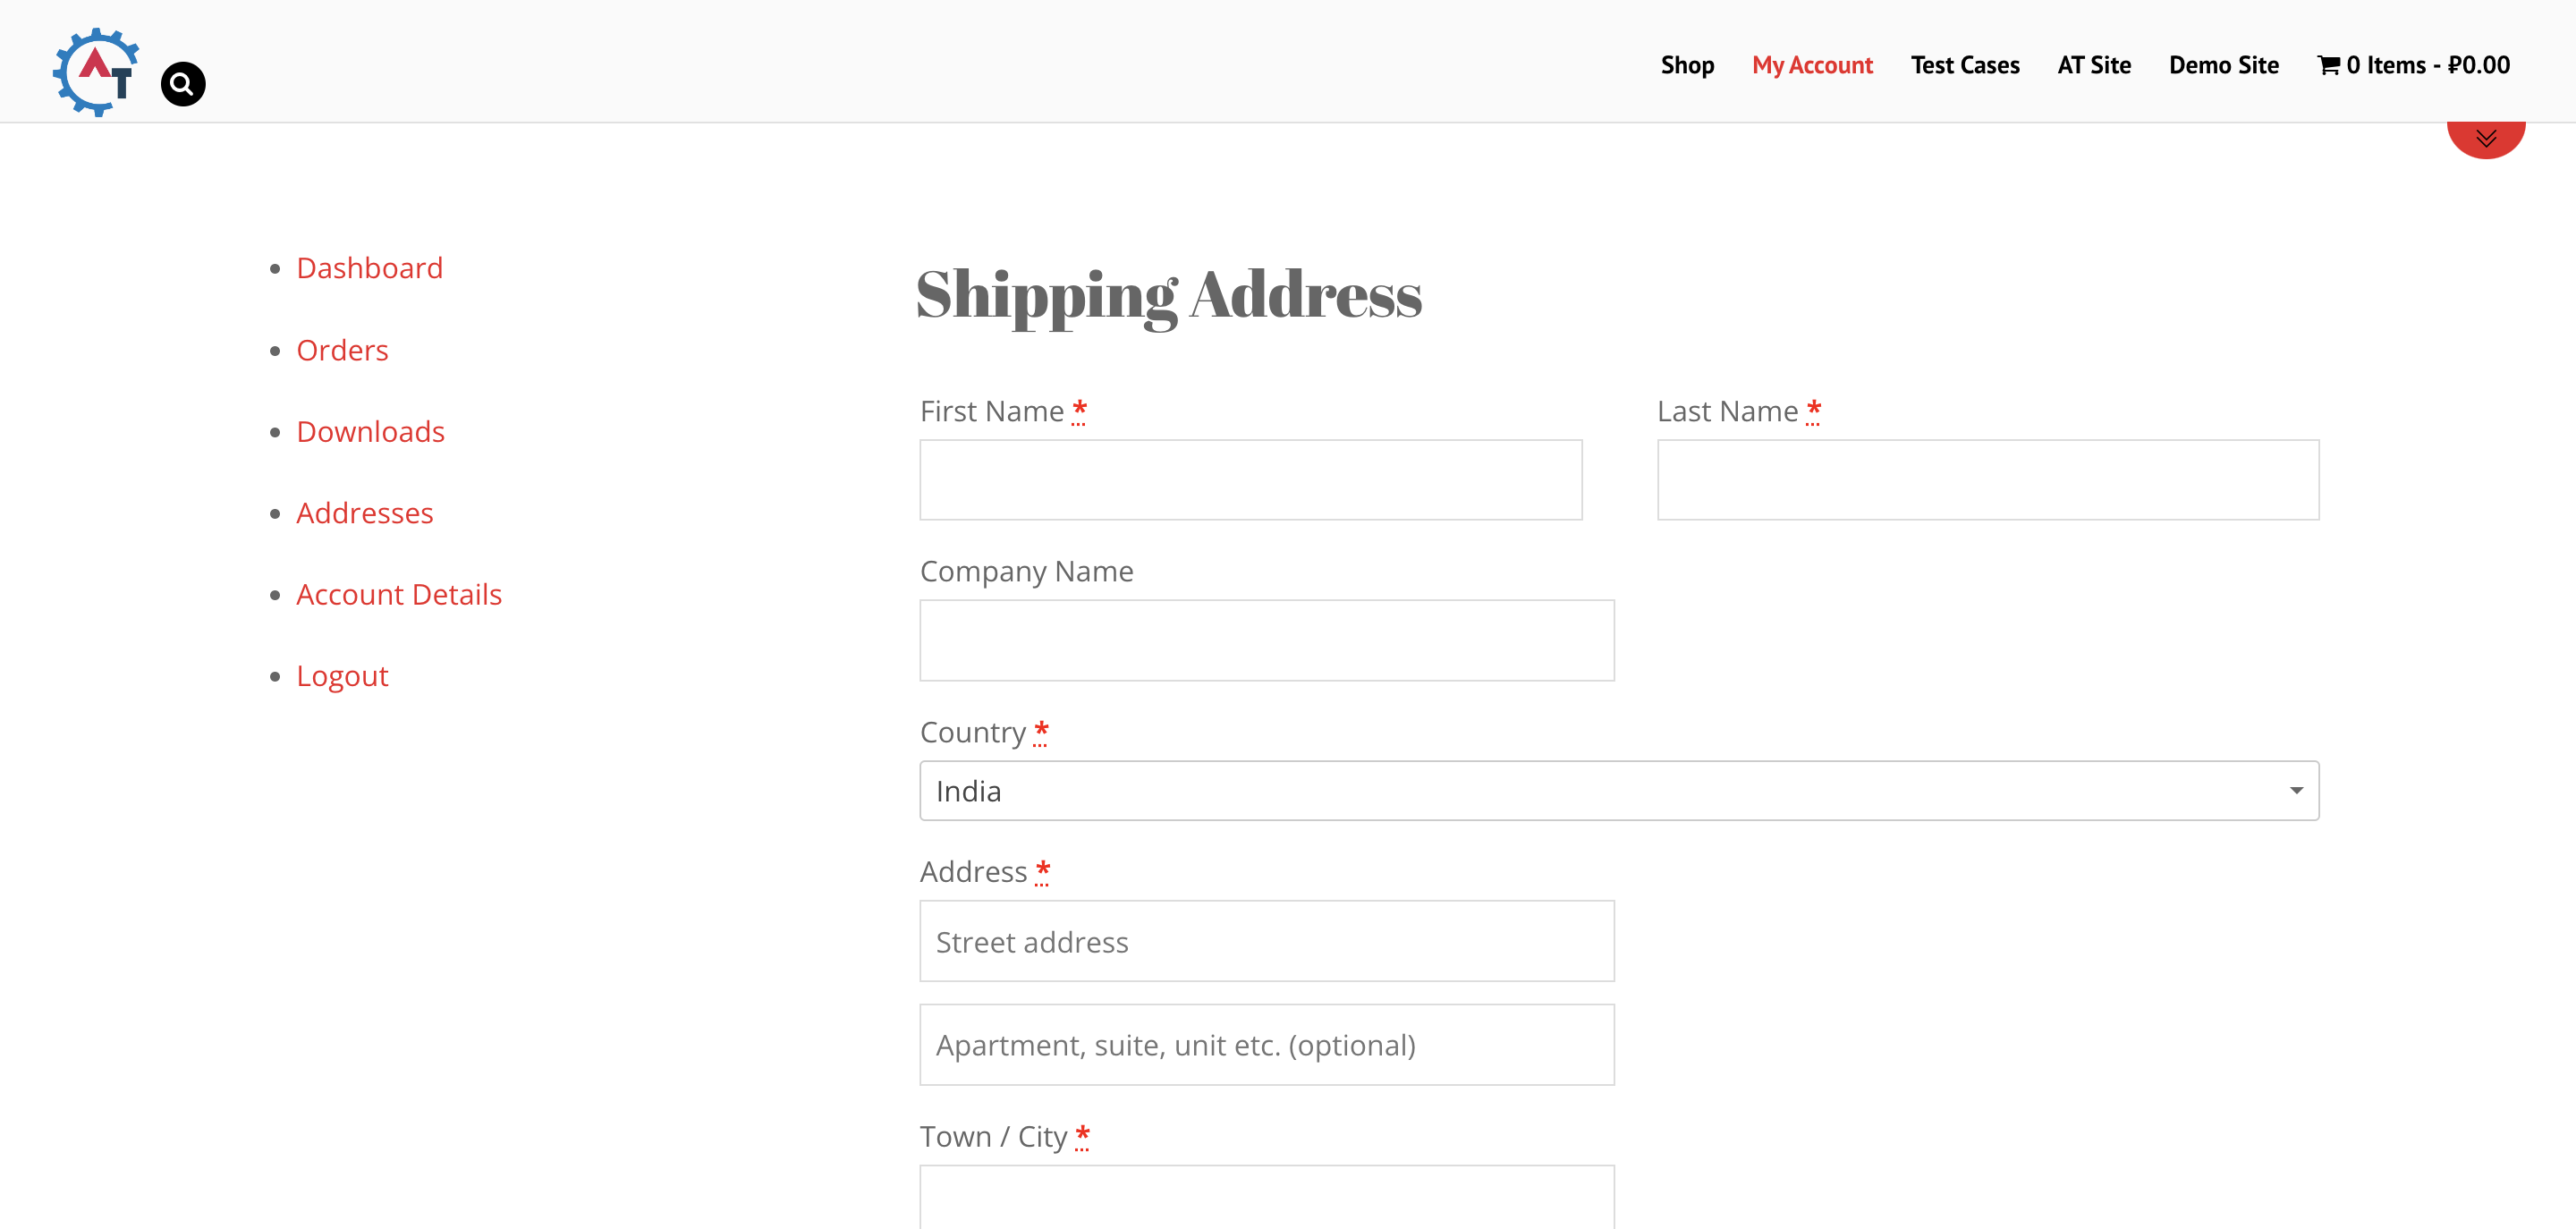 AT
Shop My Account Test Cases AT Site Demo Site 0 Items - ₽0.00
Dashboard
Orders
Downloads
Addresses
Account Details
Logout
Shipping Address
First Name * Last Name *
Company Name
Country *
India
Address *
Street address
Apartment, suite, unit etc. (optional)
Town / City *